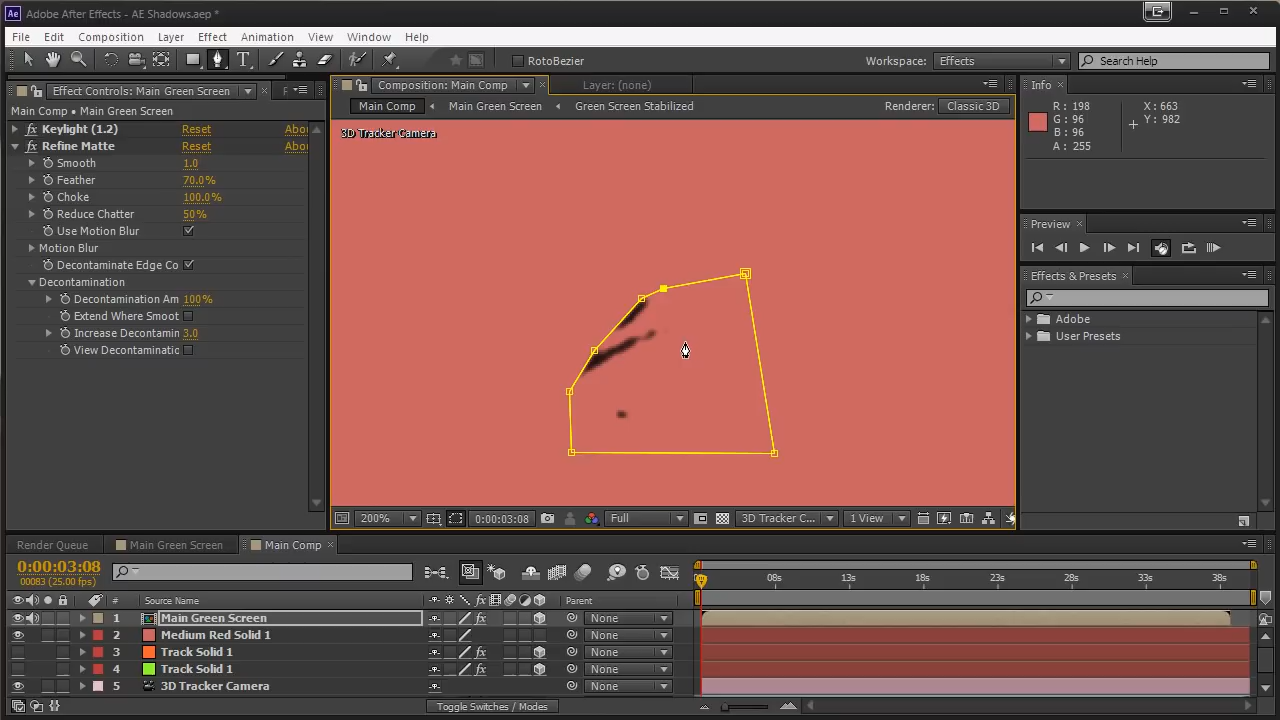 Adobe After Effects - AE Shadows.aep *
File Edit Composition Layer Effect Animation View Window Help
RotoBezier
Workspace: Effects
Search Help
Effect Controls: Main Green Screen
Main Comp • Main Green Screen
Keylight (1.2) Reset Abou
Refine Matte Reset Abou
Smooth 1.0
Feather 70.0%
Choke 100.0%
Reduce Chatter 50%
Use Motion Blur
Motion Blur
Decontaminate Edge Co
Decontamination
Decontamination Am 100%
Extend Where Smoot
Increase Decontamin 3.0
View Decontaminatio
Composition: Main Comp
Layer: (none)
Main Comp Main Green Screen Green Screen Stabilized
Renderer: Classic 3D
3D Tracker Camera
200% 0:00:03:08 Full 3D Tracker C... 1 View
Info
R : 198
G : 96
B : 96
A : 255
X : 663
Y : 982
Preview
Effects & Presets
Adobe
User Presets
Render Queue Main Green Screen Main Comp
0:00:03:08
00083 (25.00 fps)
08s 13s 18s 23s 28s 33s 38s
# Source Name Parent
1 Main Green Screen None
2 Medium Red Solid 1 None
3 Track Solid 1 None
4 Track Solid 1 None
5 3D Tracker Camera None
Toggle Switches / Modes